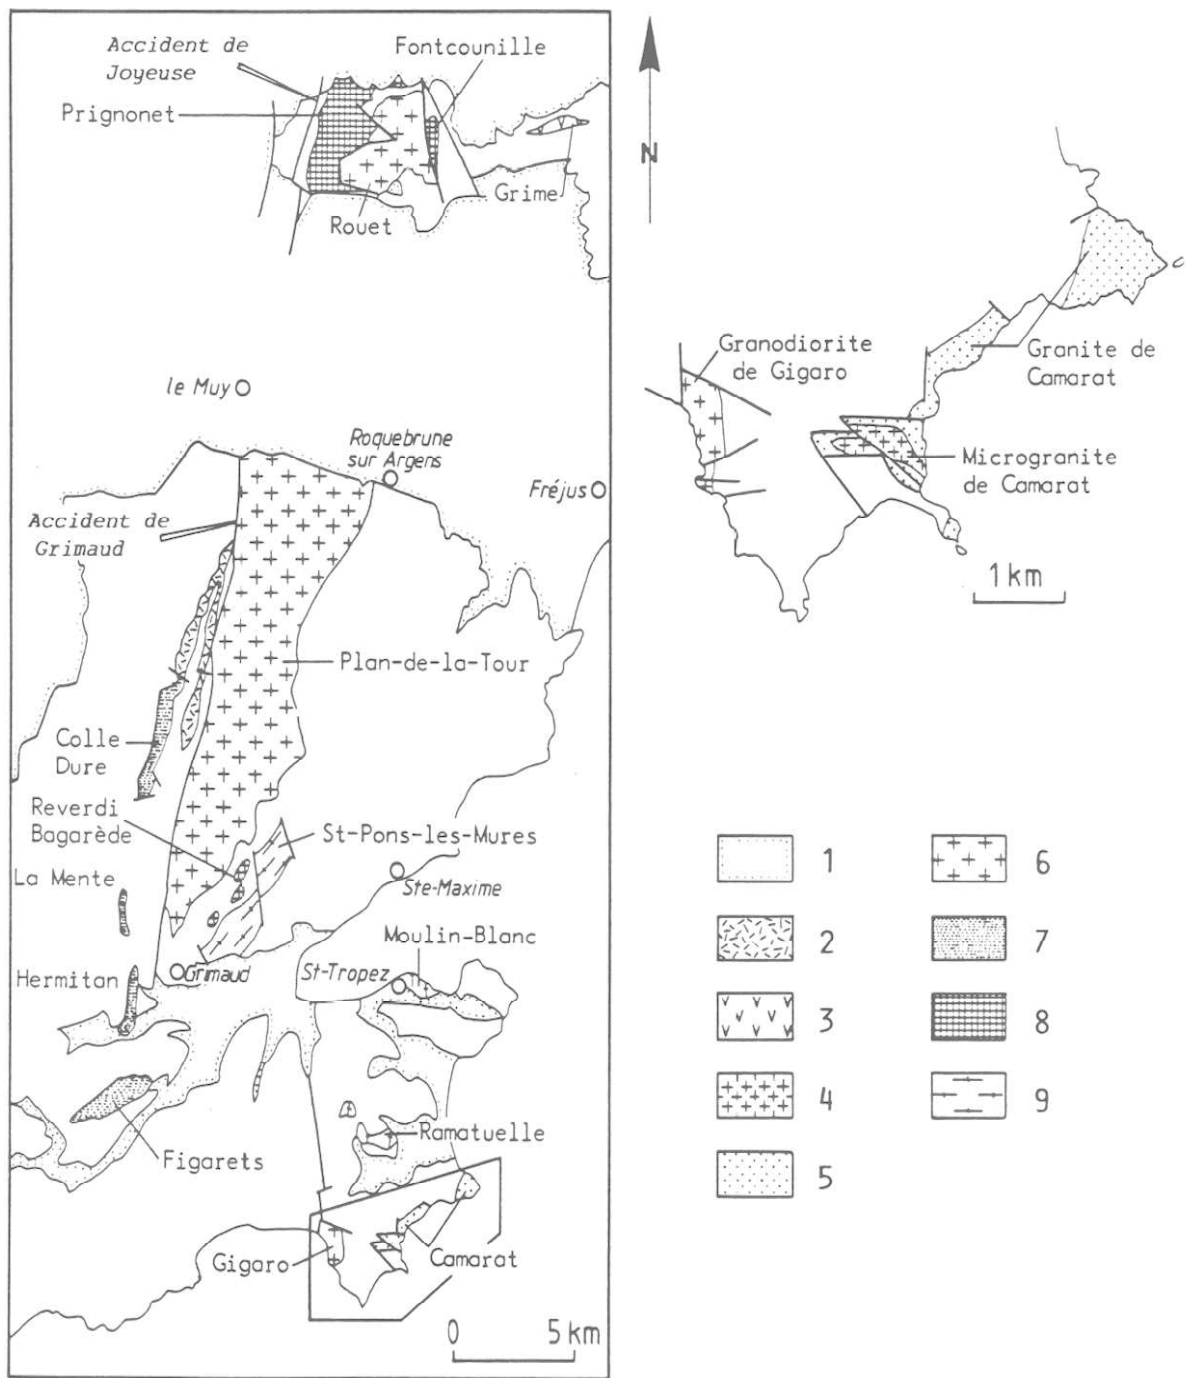 Accident de
Joyeuse
Fontcounille
Prignonet
Grime
Rouet
le Muy
Roquebrune
sur Argens
Fréjus
Accident de
Grimaud
Plan-de-la-Tour
Colle
Dure
Reverdi
Bagarède
St-Pons-les-Mures
La Mente
Ste-Maxime
Moulin-Blanc
Hermitan
Grimaud
St-Tropez
Ramatuelle
Figarets
Gigaro
Camarat
0 5 km
N
Granodiorite
de Gigaro
Granite de
Camarat
Microgranite
de Camarat
1 km
1
2
3
4
5
6
7
8
9